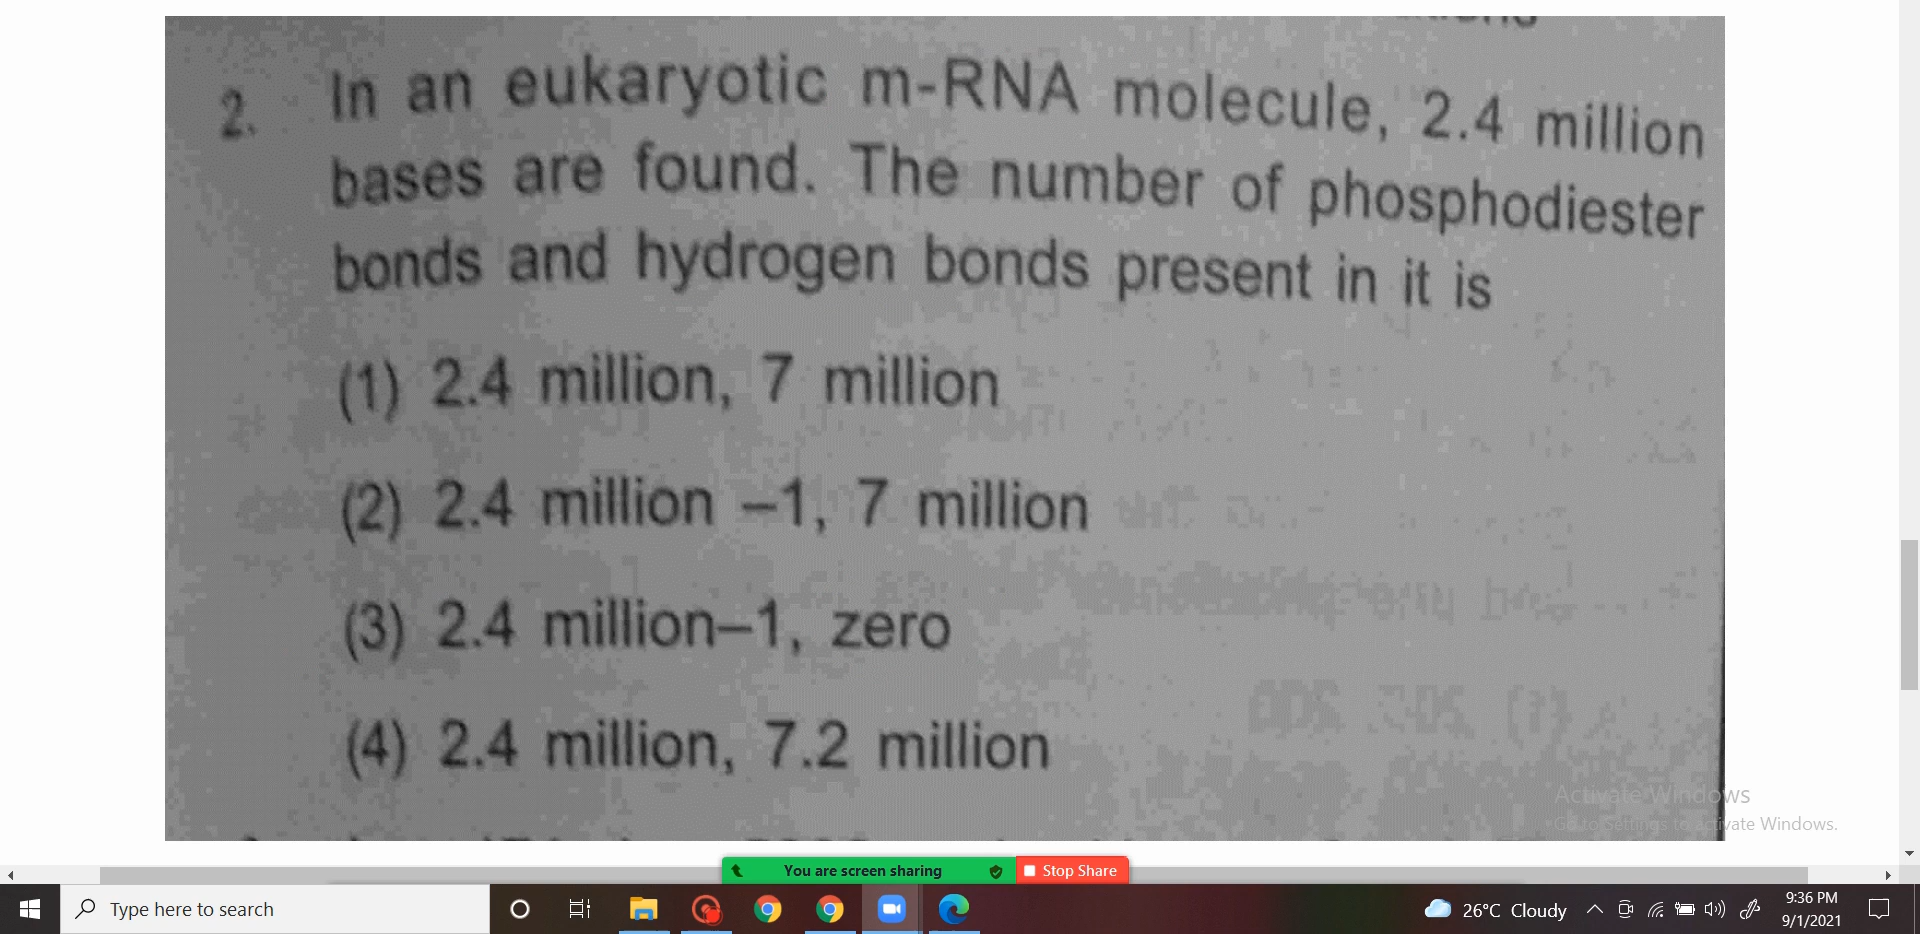 2. In an eukaryotic m-RNA molecule, 2.4 million
bases are found. The number of phosphodiester
bonds and hydrogen bonds present in it is
(1) 2.4 million, 7 million
(2) 2.4 million –1, 7 million
(3) 2.4 million–1, zero
(4) 2.4 million, 7.2 million
Activate Windows
Go to Settings to activate Windows.
You are screen sharing
Stop Share
Type here to search
26°C Cloudy
9:36 PM
9/1/2021